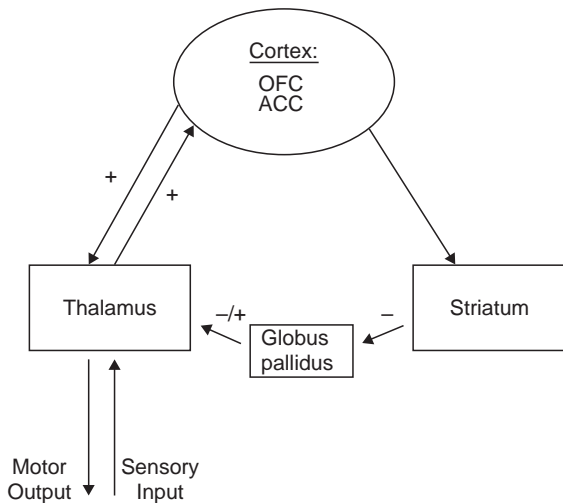 Cortex:
OFC
ACC
+
+
Thalamus
–/+
Globus
pallidus
–
Striatum
Motor
Output
Sensory
Input